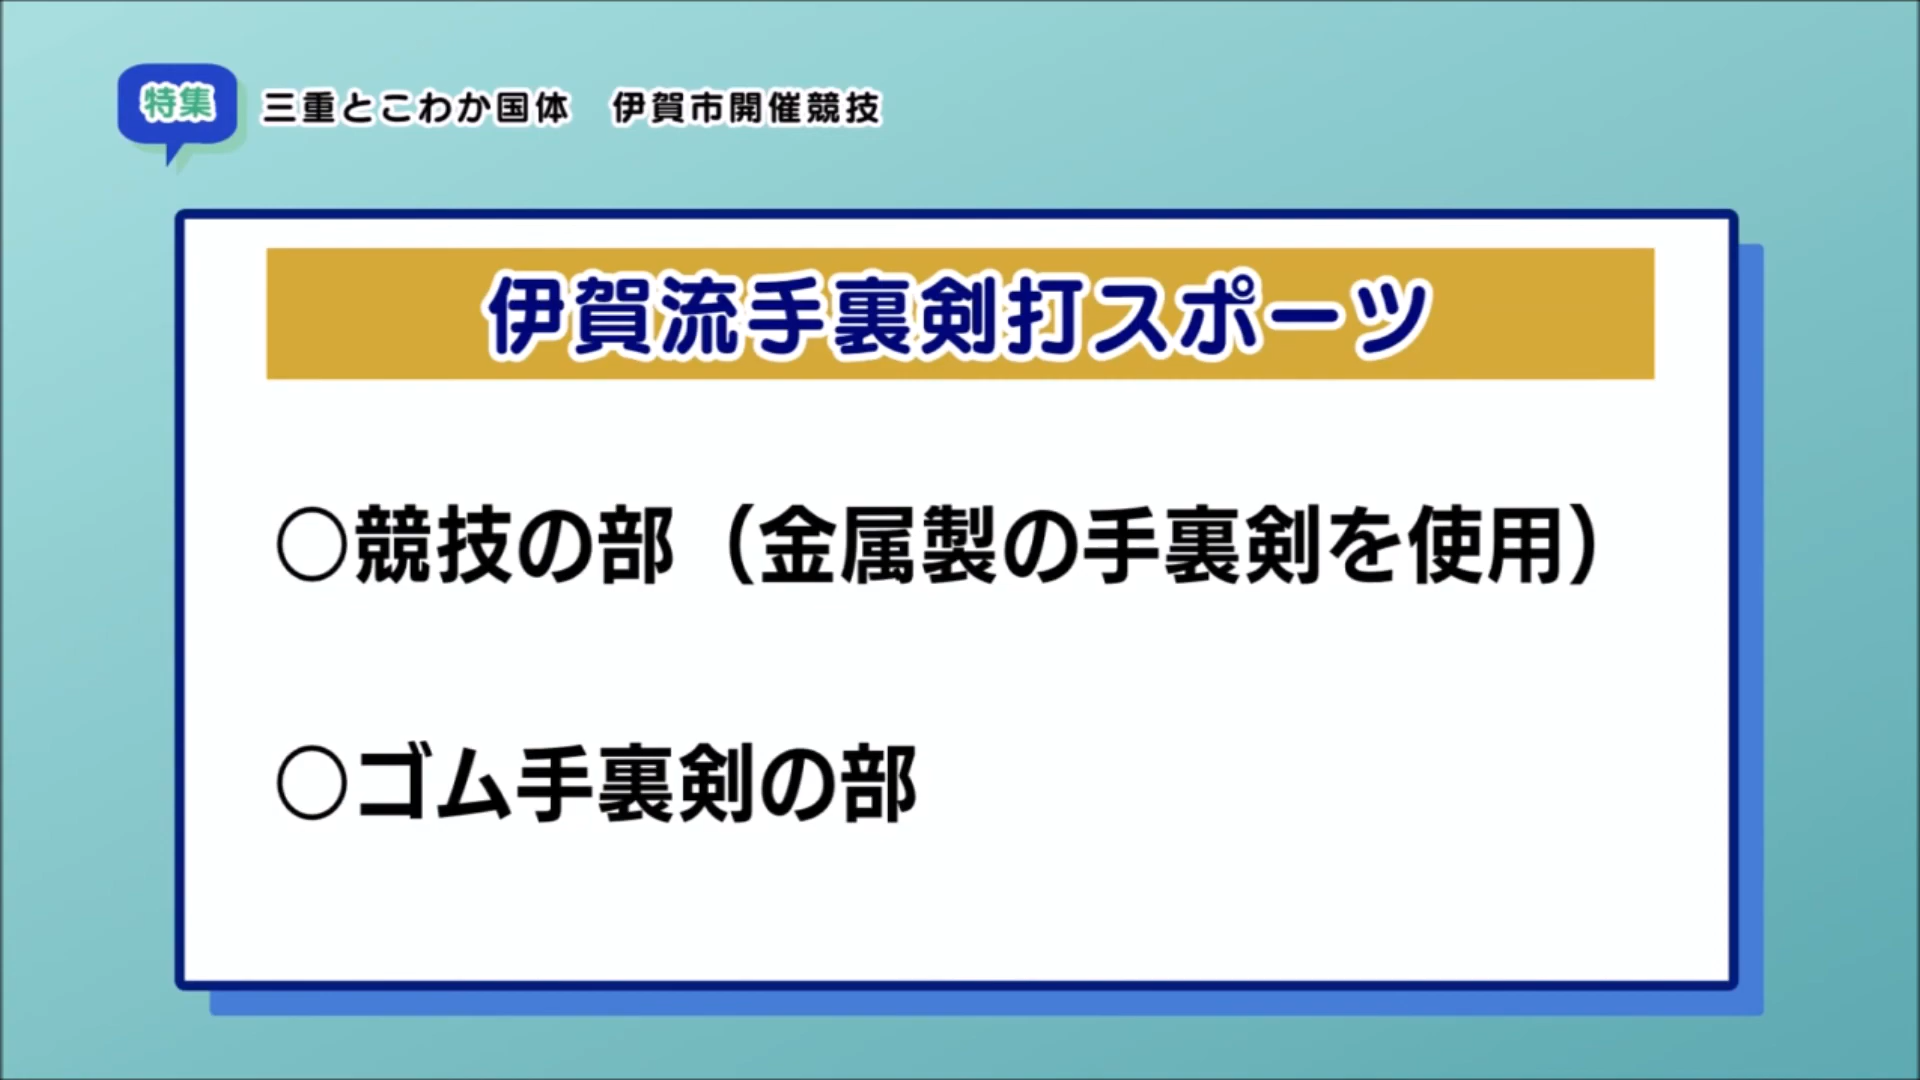 特集
三重とこわか国体　伊賀市開催競技
伊賀流手裏剣打スポーツ
○競技の部（金属製の手裏剣を使用）
○ゴム手裏剣の部